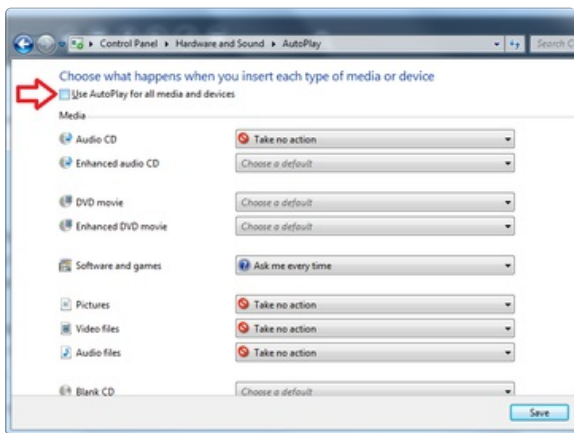 Control Panel ▸ Hardware and Sound ▸ AutoPlay
Search C
Choose what happens when you insert each type of media or device
Use AutoPlay for all media and devices
Media
Audio CD Take no action
Enhanced audio CD Choose a default
DVD movie Choose a default
Enhanced DVD movie Choose a default
Software and games Ask me every time
Pictures Take no action
Video files Take no action
Audio files Take no action
Blank CD Choose a default
Save